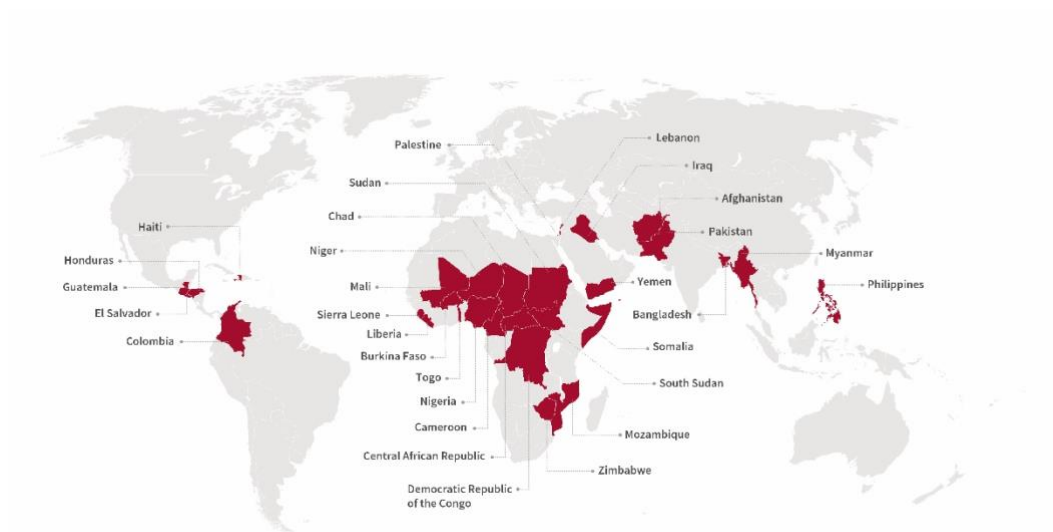 Palestine
Lebanon
Sudan
Iraq
Chad
Afghanistan
Haiti
Pakistan
Niger
Honduras
Myanmar
Guatemala
Mali
Yemen
Philippines
El Salvador
Sierra Leone
Bangladesh
Colombia
Liberia
Somalia
Burkina Faso
Togo
South Sudan
Nigeria
Cameroon
Mozambique
Central African Republic
Zimbabwe
Democratic Republic
of the Congo